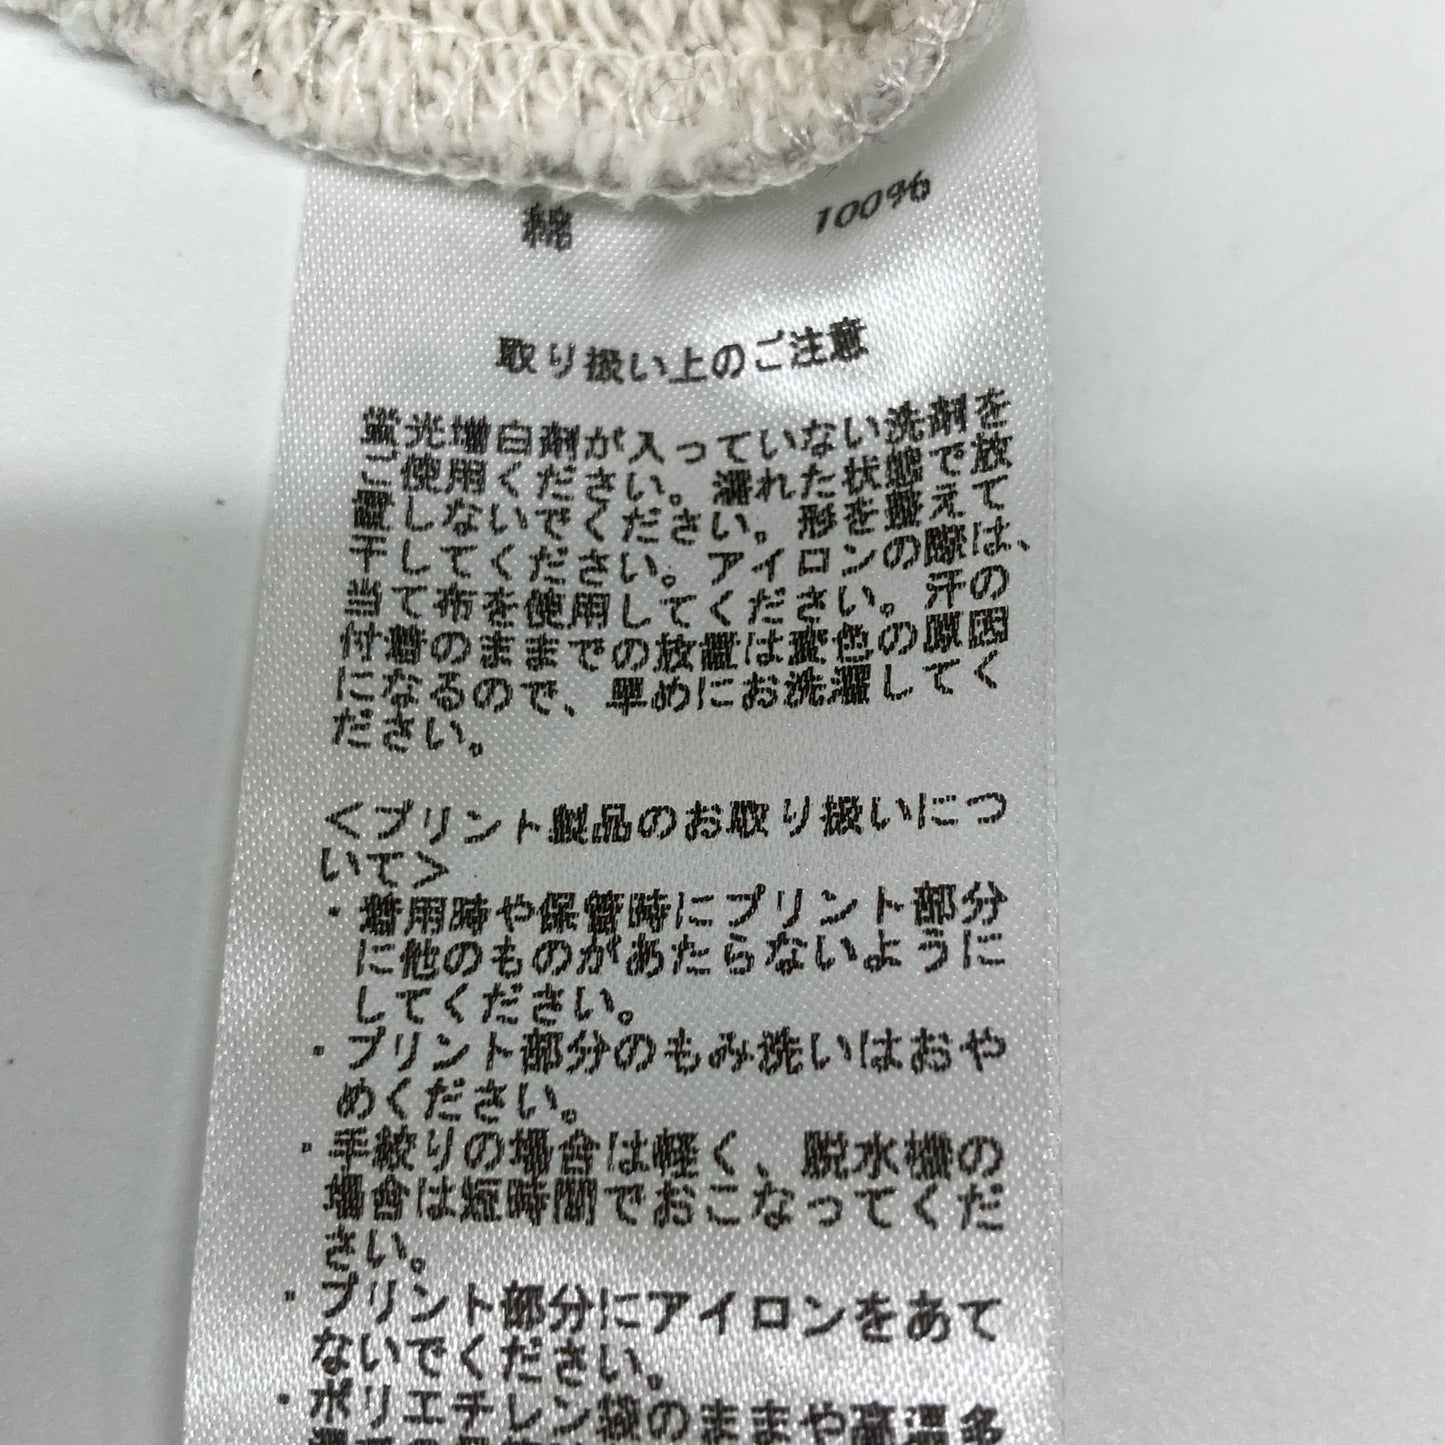 綿 100%
取り扱い上のご注意
蛍光増白剤が入っていない洗剤を
ご使用ください。濡れた状態で放
置しないでください。形を整えて
干してください。アイロンの際は、
当て布を使用してください。汗の
付着のままでの放置は変色の原因
になるので、早めにお洗濯してく
ださい。
<プリント製品のお取り扱いにつ
いて>
・着用時や保管時にプリント部分
に他のものがあたらないように
してください。
・プリント部分のもみ洗いはおや
めください。
・手絞りの場合は軽く、脱水機の
場合は短時間でおこなってくだ
さい。
・プリント部分にアイロンをあて
ないでください。
・ポリエチレン袋のままや高温多